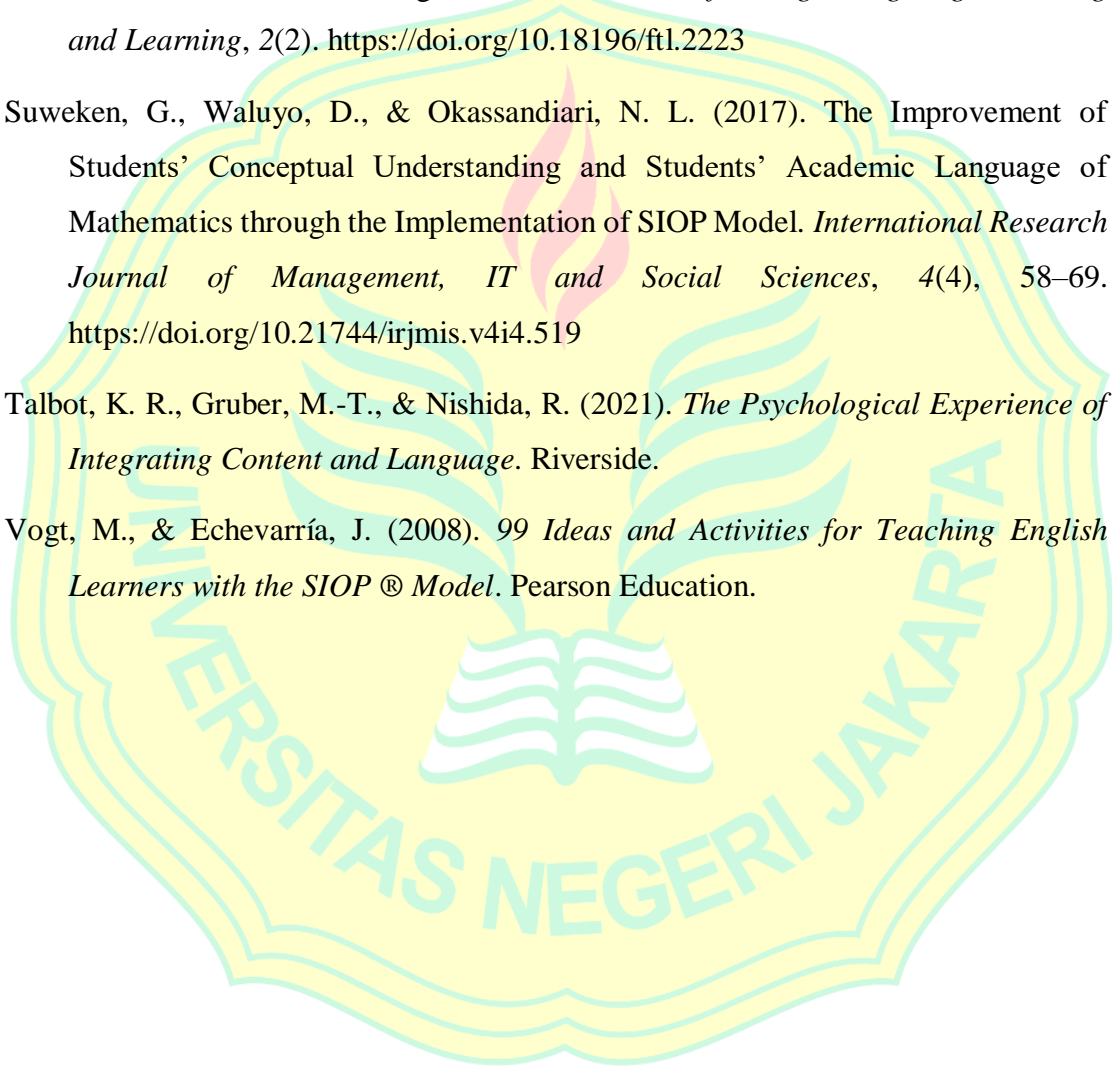 and Learning, 2(2). https://doi.org/10.18196/ftl.2223
Suweken, G., Waluyo, D., & Okassandiari, N. L. (2017). The Improvement of
Students’ Conceptual Understanding and Students’ Academic Language of
Mathematics through the Implementation of SIOP Model. International Research
Journal of Management, IT and Social Sciences, 4(4), 58–69.
https://doi.org/10.21744/irjmis.v4i4.519
Talbot, K. R., Gruber, M.-T., & Nishida, R. (2021). The Psychological Experience of
Integrating Content and Language. Riverside.
Vogt, M., & Echevarría, J. (2008). 99 Ideas and Activities for Teaching English
Learners with the SIOP ® Model. Pearson Education.
UNIVERSITAS NEGERI JAKARTA